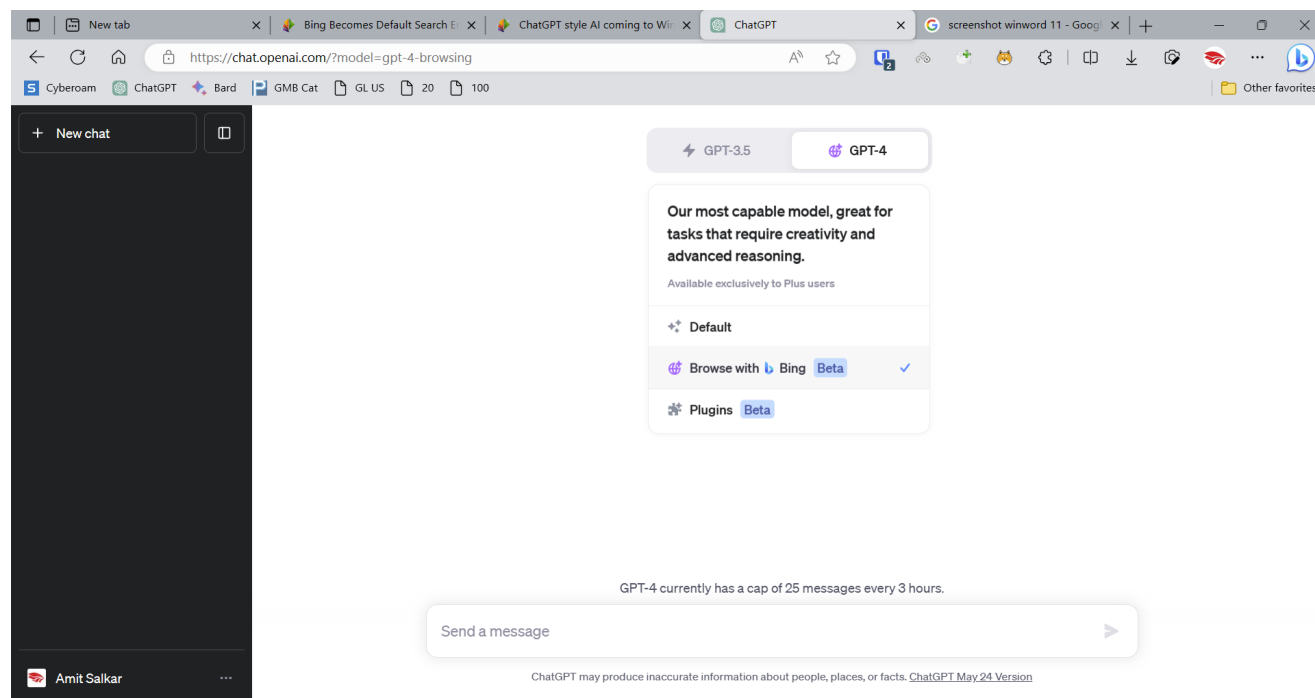 New tab
Bing Becomes Default Search E
ChatGPT style AI coming to Win
ChatGPT
screenshot winword 11 - Googl
https://chat.openai.com/?model=gpt-4-browsing
2
Cyberoam
ChatGPT
Bard
GMB Cat
GL US
20
100
Other favorites
+ New chat
GPT-3.5
GPT-4
Our most capable model, great for
tasks that require creativity and
advanced reasoning.
Available exclusively to Plus users
Default
Browse with Bing Beta
Plugins Beta
GPT-4 currently has a cap of 25 messages every 3 hours.
Send a message
Amit Salkar
ChatGPT may produce inaccurate information about people, places, or facts. ChatGPT May 24 Version